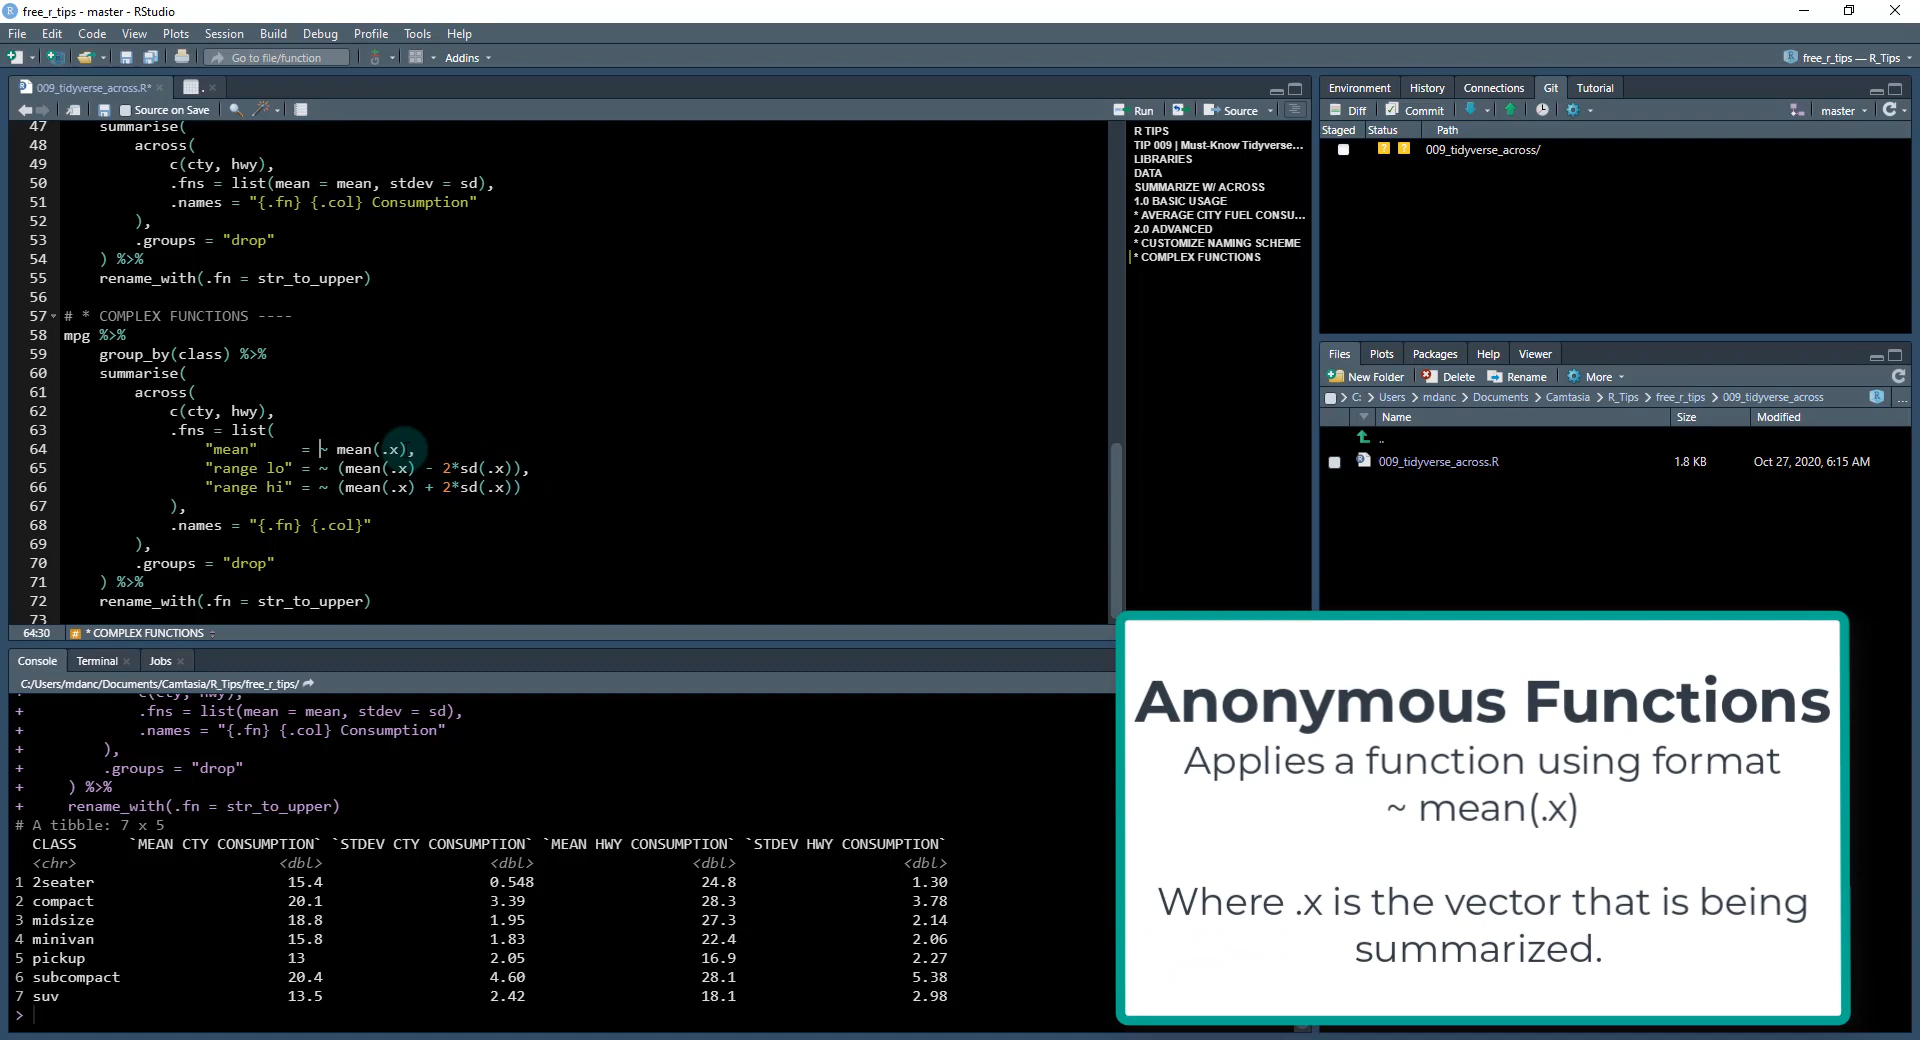 free_r_tips - master - RStudio
File Edit Code View Plots Session Build Debug Profile Tools Help
Go to file/function Addins free_r_tips — R_Tips
009_tidyverse_across.R* .
Source on Save Run Source
47 summarise(
48 across(
49 c(cty, hwy),
50 .fns = list(mean = mean, stdev = sd),
51 .names = "{.fn} {.col} Consumption"
52 ),
53 .groups = "drop"
54 ) %>%
55 rename_with(.fn = str_to_upper)
56
57 # * COMPLEX FUNCTIONS ----
58 mpg %>%
59 group_by(class) %>%
60 summarise(
61 across(
62 c(cty, hwy),
63 .fns = list(
64 "mean" = ~ mean(.x),
65 "range lo" = ~ (mean(.x) - 2*sd(.x)),
66 "range hi" = ~ (mean(.x) + 2*sd(.x))
67 ),
68 .names = "{.fn} {.col}"
69 ),
70 .groups = "drop"
71 ) %>%
72 rename_with(.fn = str_to_upper)
73
64:30 # * COMPLEX FUNCTIONS
R TIPS
TIP 009 | Must-Know Tidyverse...
LIBRARIES
DATA
SUMMARIZE W/ ACROSS
1.0 BASIC USAGE
* AVERAGE CITY FUEL CONSU...
2.0 ADVANCED
* CUSTOMIZE NAMING SCHEME
* COMPLEX FUNCTIONS
Environment History Connections Git Tutorial
Diff Commit master
Staged Status Path
? ? 009_tidyverse_across/
Files Plots Packages Help Viewer
New Folder Delete Rename More
C: Users mdanc Documents Camtasia R_Tips free_r_tips 009_tidyverse_across ...
Name Size Modified
..
009_tidyverse_across.R 1.8 KB Oct 27, 2020, 6:15 AM
Console Terminal Jobs
C:/Users/mdanc/Documents/Camtasia/R_Tips/free_r_tips/
+ c(cty, hwy),
+ .fns = list(mean = mean, stdev = sd),
+ .names = "{.fn} {.col} Consumption"
+ ),
+ .groups = "drop"
+ ) %>%
+ rename_with(.fn = str_to_upper)
# A tibble: 7 x 5
CLASS `MEAN CTY CONSUMPTION` `STDEV CTY CONSUMPTION` `MEAN HWY CONSUMPTION` `STDEV HWY CONSUMPTION`
<chr> <dbl> <dbl> <dbl> <dbl>
1 2seater 15.4 0.548 24.8 1.30
2 compact 20.1 3.39 28.3 3.78
3 midsize 18.8 1.95 27.3 2.14
4 minivan 15.8 1.83 22.4 2.06
5 pickup 13 2.05 16.9 2.27
6 subcompact 20.4 4.60 28.1 5.38
7 suv 13.5 2.42 18.1 2.98
>
Anonymous Functions
Applies a function using format
~ mean(.x)
Where .x is the vector that is being
summarized.